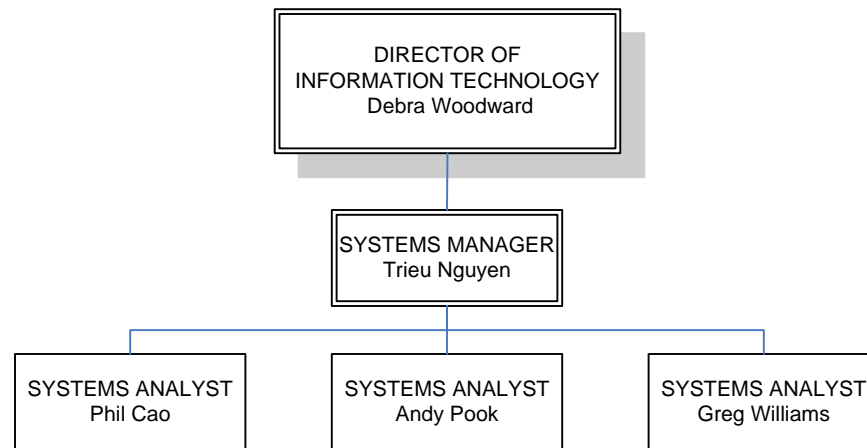 DIRECTOR OF
INFORMATION TECHNOLOGY
Debra Woodward
SYSTEMS MANAGER
Trieu Nguyen
SYSTEMS ANALYST
Phil Cao
SYSTEMS ANALYST
Andy Pook
SYSTEMS ANALYST
Greg Williams